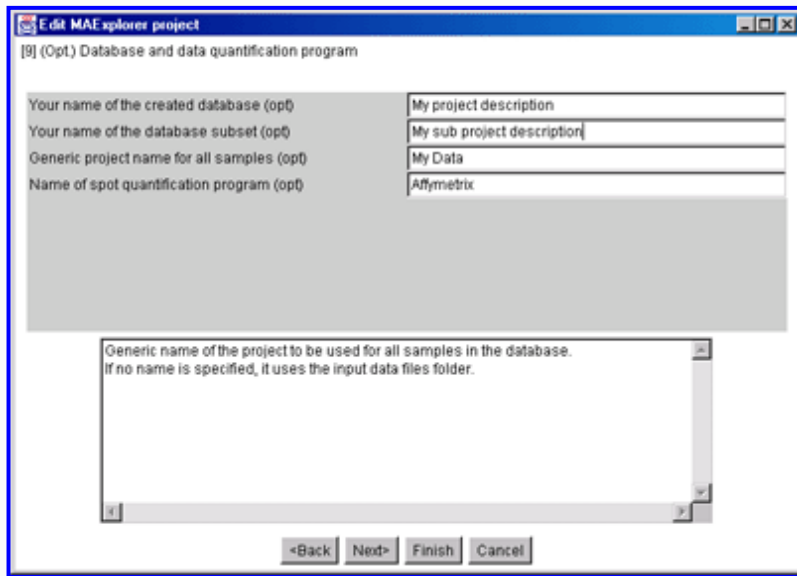 Edit MAExplorer project
[9] (Opt.) Database and data quantification program
Your name of the created database (opt) My project description
Your name of the database subset (opt) My sub project description
Generic project name for all samples (opt) My Data
Name of spot quantification program (opt) Affymetrix
Generic name of the project to be used for all samples in the database.
If no name is specified, it uses the input data files folder.
<Back Next> Finish Cancel